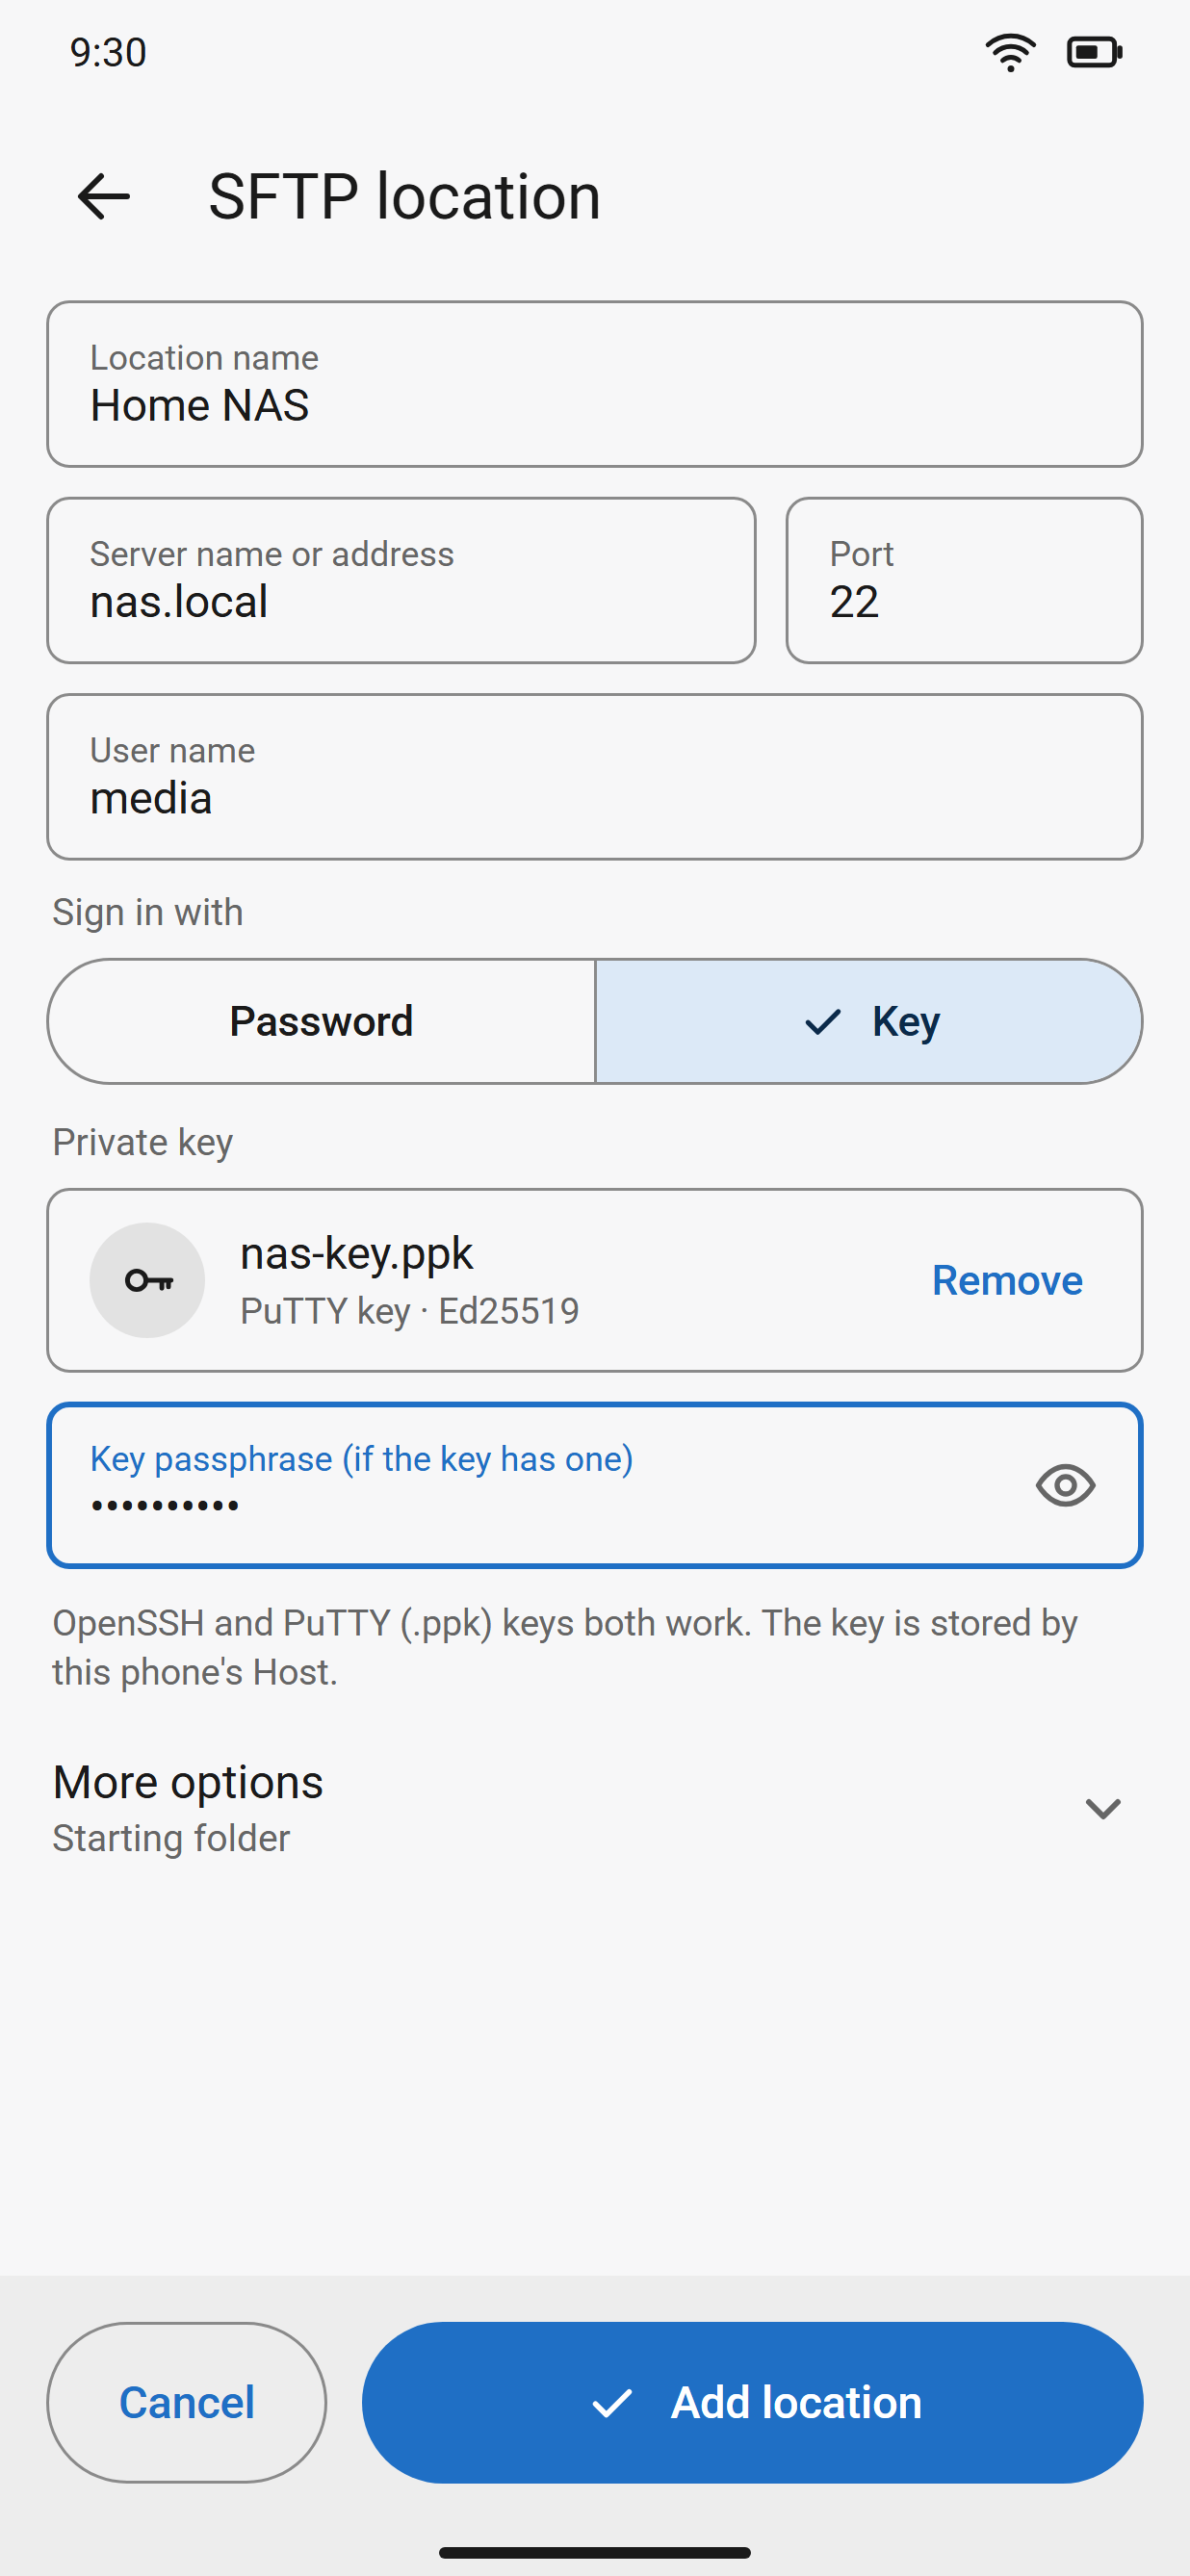 9:30
SFTP location
Location name
Home NAS
Server name or address
nas.local
Port
22
User name
media
Sign in with
Password
Key
Private key
nas-key.ppk
PuTTY key · Ed25519
Remove
Key passphrase (if the key has one)
••••••••••
OpenSSH and PuTTY (.ppk) keys both work. The key is stored by
this phone's Host.
More options
Starting folder
Cancel
Add location